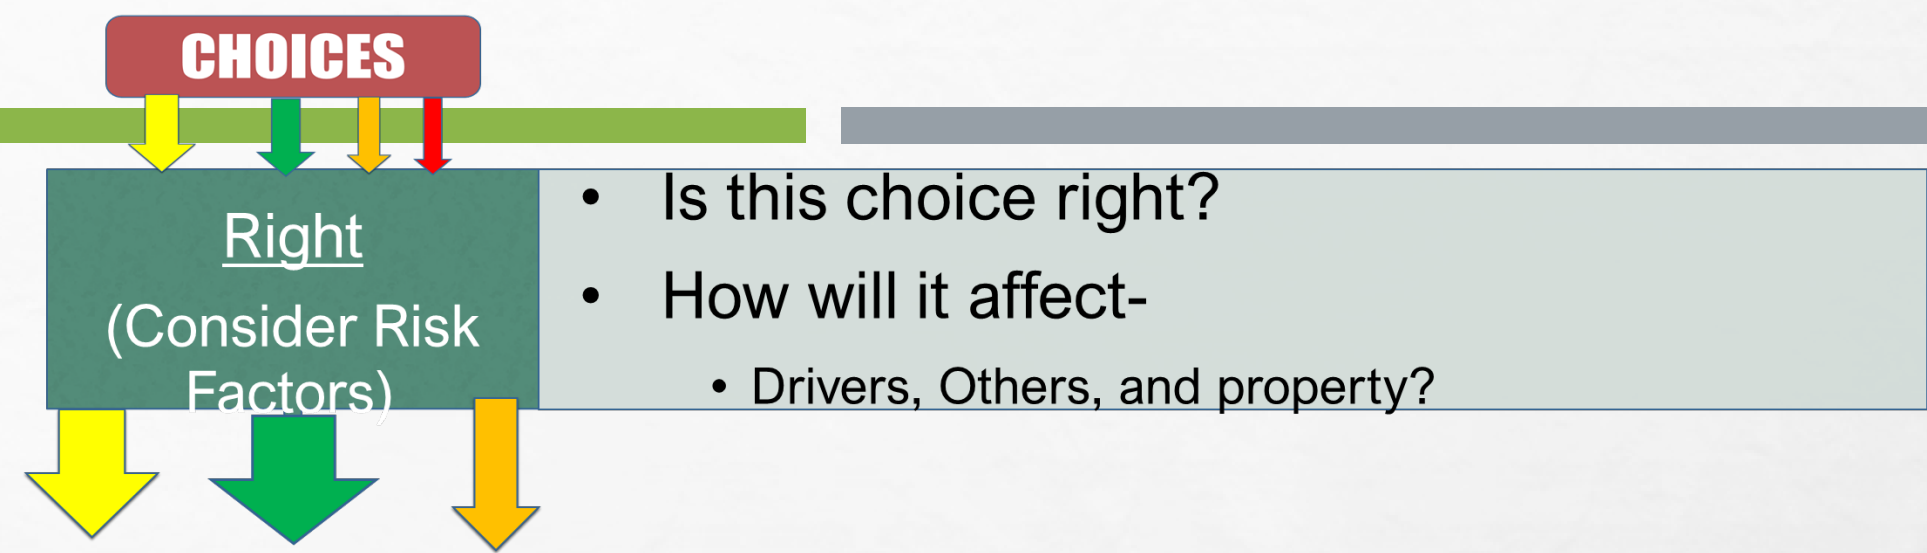 CHOICES
Right
(Consider Risk
Factors)
• Is this choice right?
• How will it affect-
• Drivers, Others, and property?